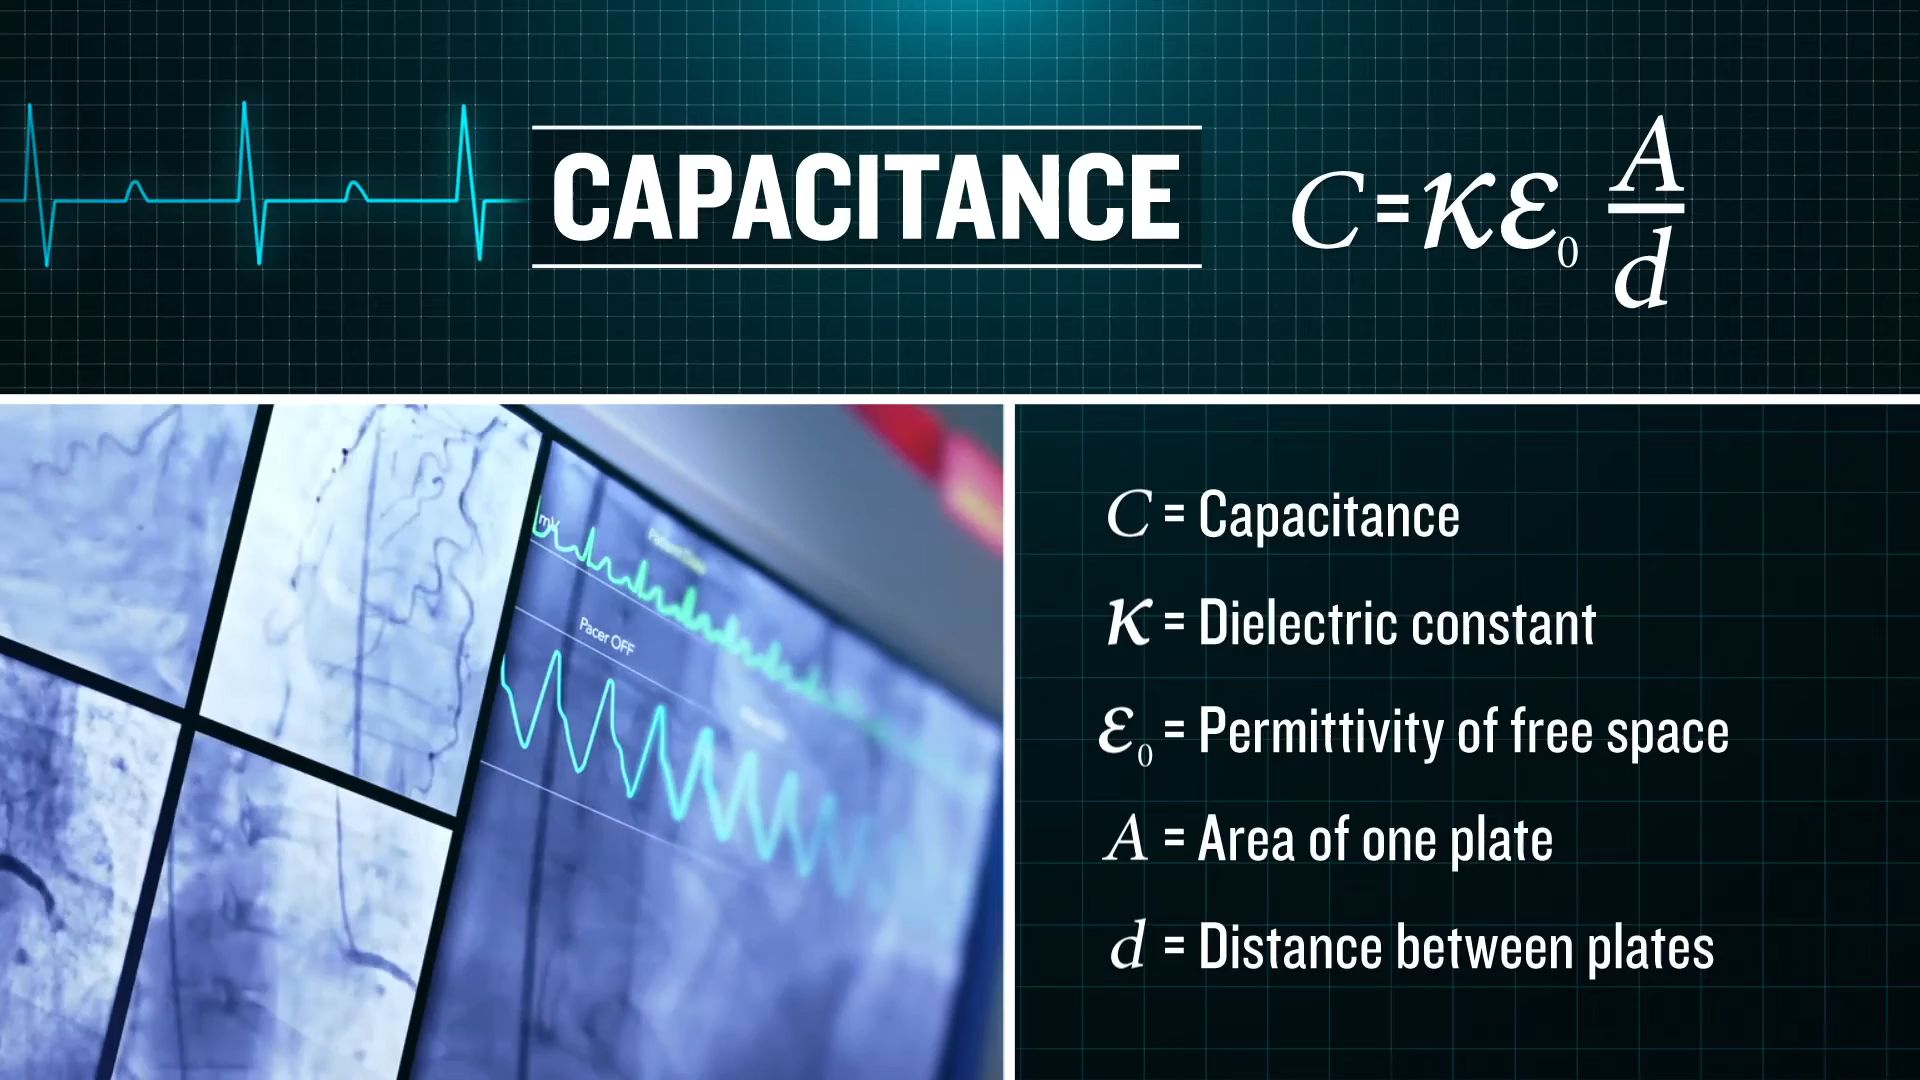 CAPACITANCE
C = κε₀ A/d
mV
Pacer OFF
C = Capacitance
κ = Dielectric constant
ε₀ = Permittivity of free space
A = Area of one plate
d = Distance between plates